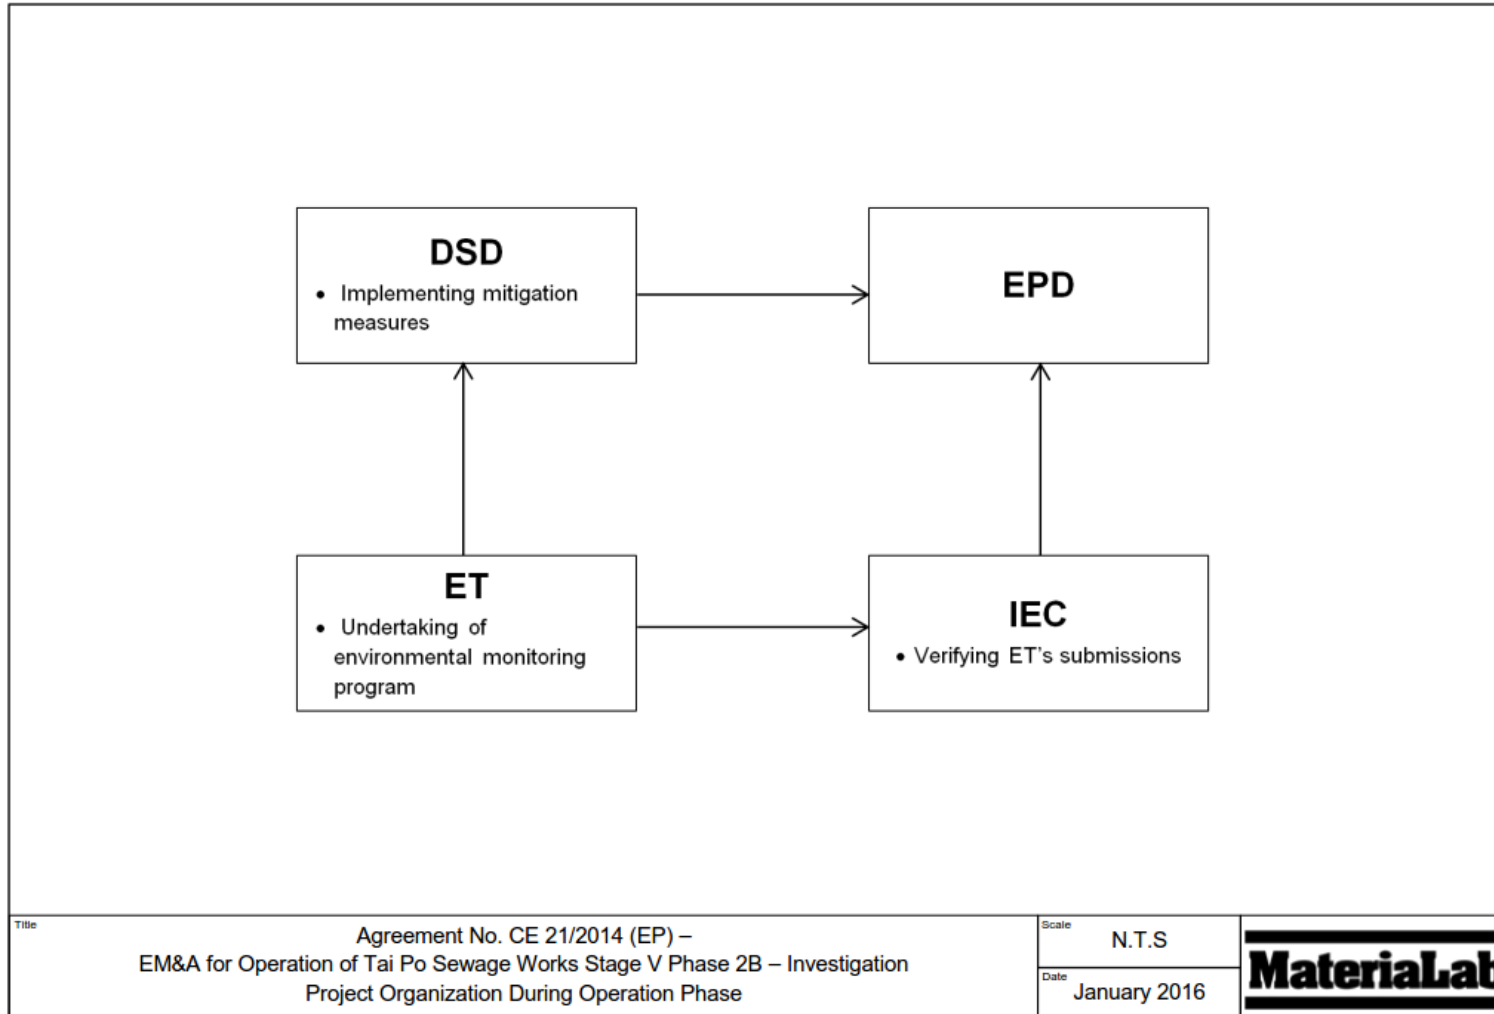 DSD
• Implementing mitigation
measures
EPD
ET
• Undertaking of
environmental monitoring
program
IEC
• Verifying ET's submissions
Title
Agreement No. CE 21/2014 (EP) –
EM&A for Operation of Tai Po Sewage Works Stage V Phase 2B – Investigation
Project Organization During Operation Phase
Scale
N.T.S
Date
January 2016
MateriaLab